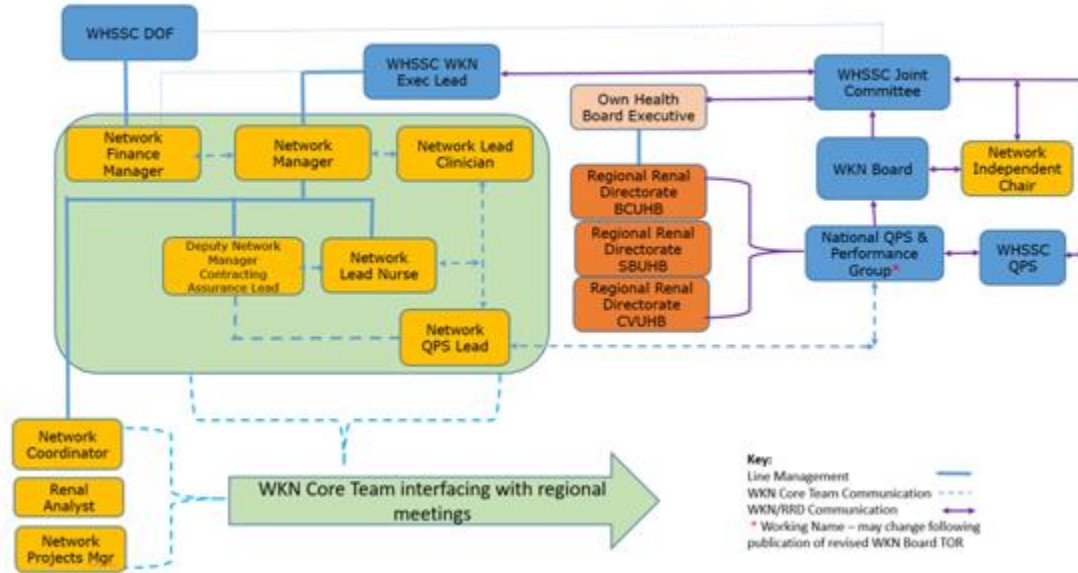 WHSSC DOF
WHSSC WKN
Exec Lead
WHSSC Joint
Committee
Own Health
Board Executive
Network
Finance
Manager
Network
Manager
Network Lead
Clinician
Regional Renal
Directorate
BCUHB
WKN Board
Network
Independent
Chair
Deputy Network
Manager
Contracting
Assurance Lead
Network
Lead Nurse
Regional Renal
Directorate
SBUHB
National QPS &
Performance
Group*
WHSSC
QPS
Regional Renal
Directorate
CVUHB
Network
QPS Lead
Network
Coordinator
Renal
Analyst
Network
Projects Mgr
WKN Core Team interfacing with regional
meetings
Key:
Line Management
WKN Core Team Communication
WKN/RRD Communication
* Working Name – may change following
publication of revised WKN Board TOR